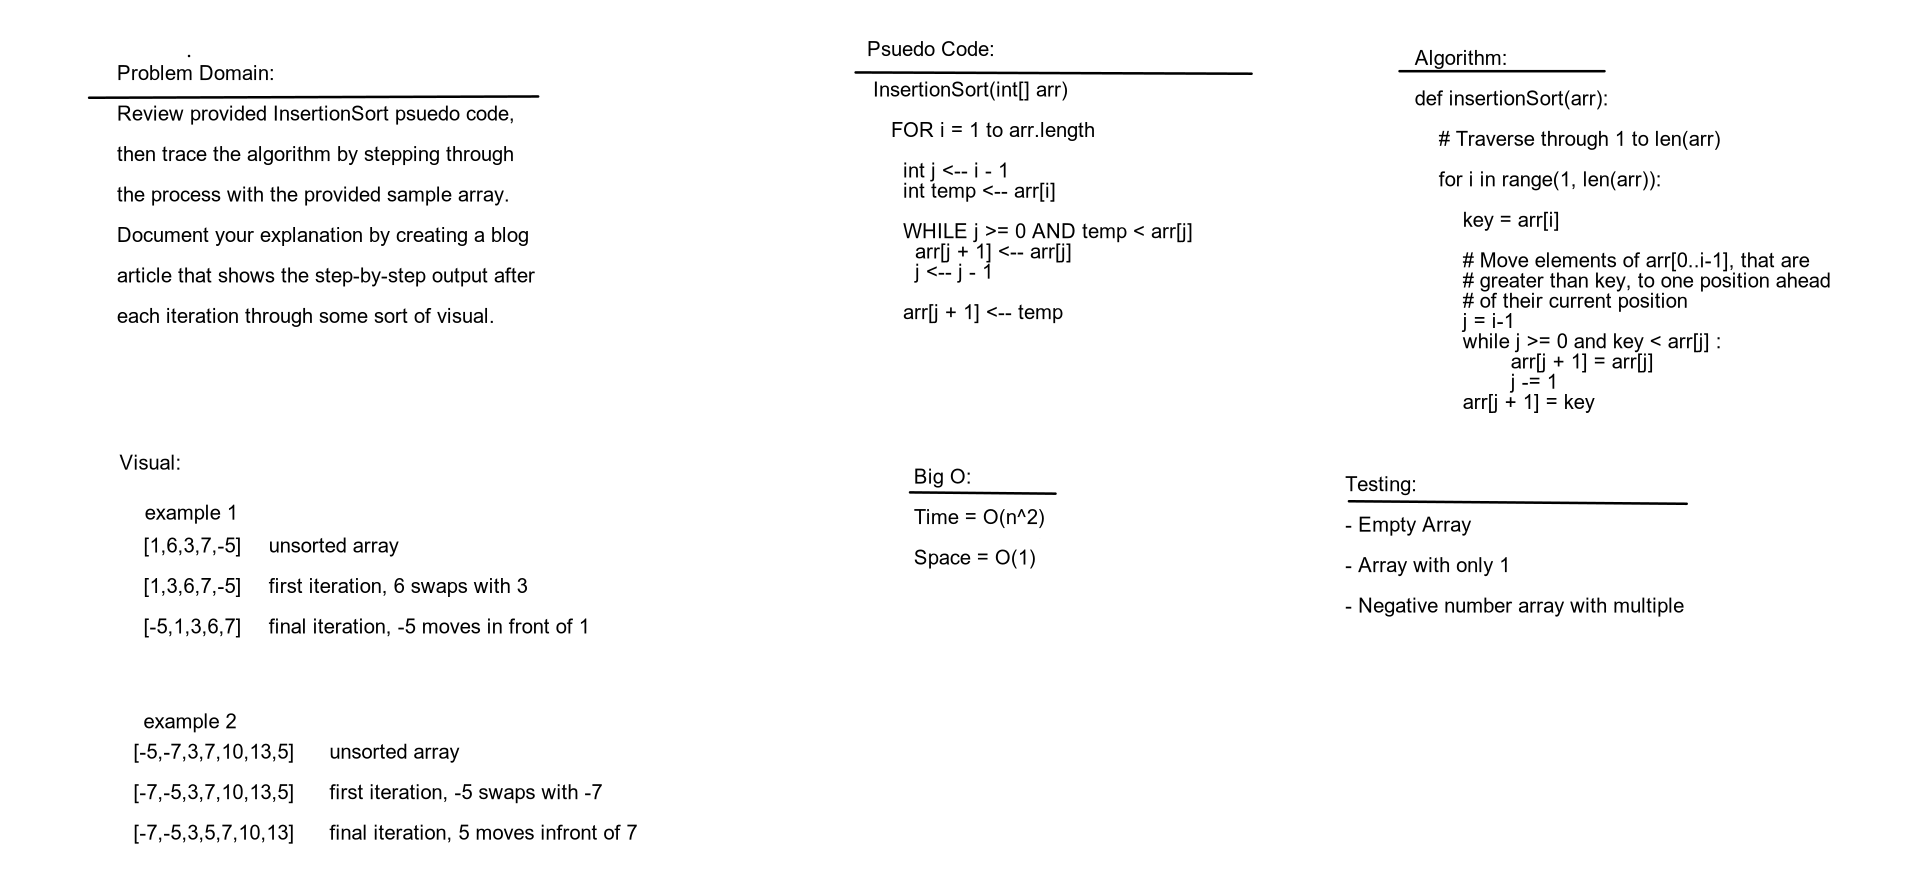 Problem Domain:
Review provided InsertionSort psuedo code,
then trace the algorithm by stepping through
the process with the provided sample array.
Document your explanation by creating a blog
article that shows the step-by-step output after
each iteration through some sort of visual.
Psuedo Code:
InsertionSort(int[] arr)
FOR i = 1 to arr.length
int j <-- i - 1
int temp <-- arr[i]
WHILE j >= 0 AND temp < arr[j]
arr[j + 1] <-- arr[j]
j <-- j - 1
arr[j + 1] <-- temp
Algorithm:
def insertionSort(arr):
# Traverse through 1 to len(arr)
for i in range(1, len(arr)):
key = arr[i]
# Move elements of arr[0..i-1], that are
# greater than key, to one position ahead
# of their current position
j = i-1
while j >= 0 and key < arr[j] :
arr[j + 1] = arr[j]
j -= 1
arr[j + 1] = key
Visual:
example 1
[1,6,3,7,-5] unsorted array
[1,3,6,7,-5] first iteration, 6 swaps with 3
[-5,1,3,6,7] final iteration, -5 moves in front of 1
example 2
[-5,-7,3,7,10,13,5] unsorted array
[-7,-5,3,7,10,13,5] first iteration, -5 swaps with -7
[-7,-5,3,5,7,10,13] final iteration, 5 moves infront of 7
Big O:
Time = O(n^2)
Space = O(1)
Testing:
- Empty Array
- Array with only 1
- Negative number array with multiple